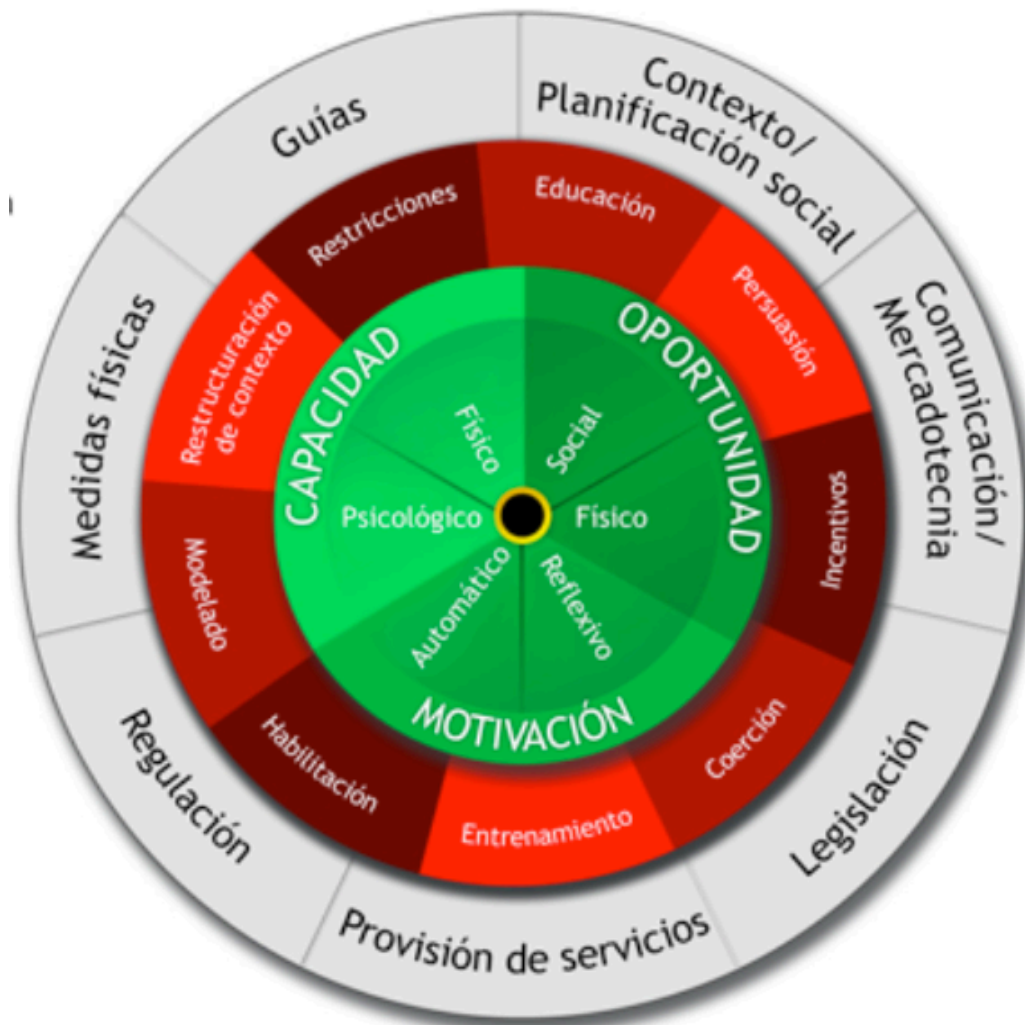 Guías
Contexto/
Planificación social
Comunicación/
Mercadotecnia
Legislación
Provisión de servicios
Regulación
Medidas físicas
Restricciones
Educación
Persuasión
Incentivos
Coerción
Entrenamiento
Habilitación
Modelado
Restructuración
de contexto
CAPACIDAD
OPORTUNIDAD
MOTIVACIÓN
Físico
Social
Físico
Reflexivo
Automático
Psicológico